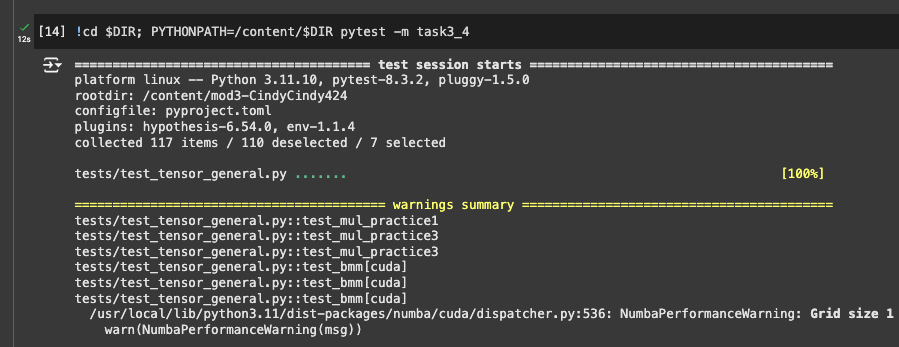 [14] !cd $DIR; PYTHONPATH=/content/$DIR pytest -m task3_4
12s
===================================== test session starts ======================================
platform linux -- Python 3.11.10, pytest-8.3.2, pluggy-1.5.0
rootdir: /content/mod3-CindyCindy424
configfile: pyproject.toml
plugins: hypothesis-6.54.0, env-1.1.4
collected 117 items / 110 deselected / 7 selected
tests/test_tensor_general.py ....... [100%]
======================================= warnings summary =======================================
tests/test_tensor_general.py::test_mul_practice1
tests/test_tensor_general.py::test_mul_practice3
tests/test_tensor_general.py::test_mul_practice3
tests/test_tensor_general.py::test_bmm[cuda]
tests/test_tensor_general.py::test_bmm[cuda]
tests/test_tensor_general.py::test_bmm[cuda]
/usr/local/lib/python3.11/dist-packages/numba/cuda/dispatcher.py:536: NumbaPerformanceWarning: Grid size 1
warn(NumbaPerformanceWarning(msg))